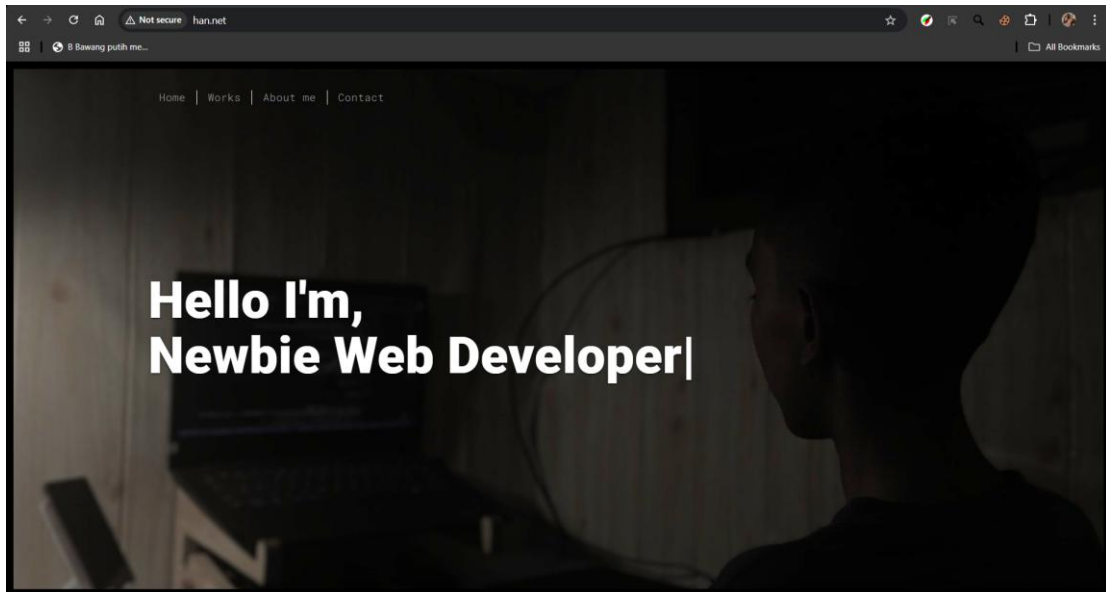 Not secure
han.net
B Bawang putih me...
All Bookmarks
Home | Works | About me | Contact
Hello I'm,
Newbie Web Developer|